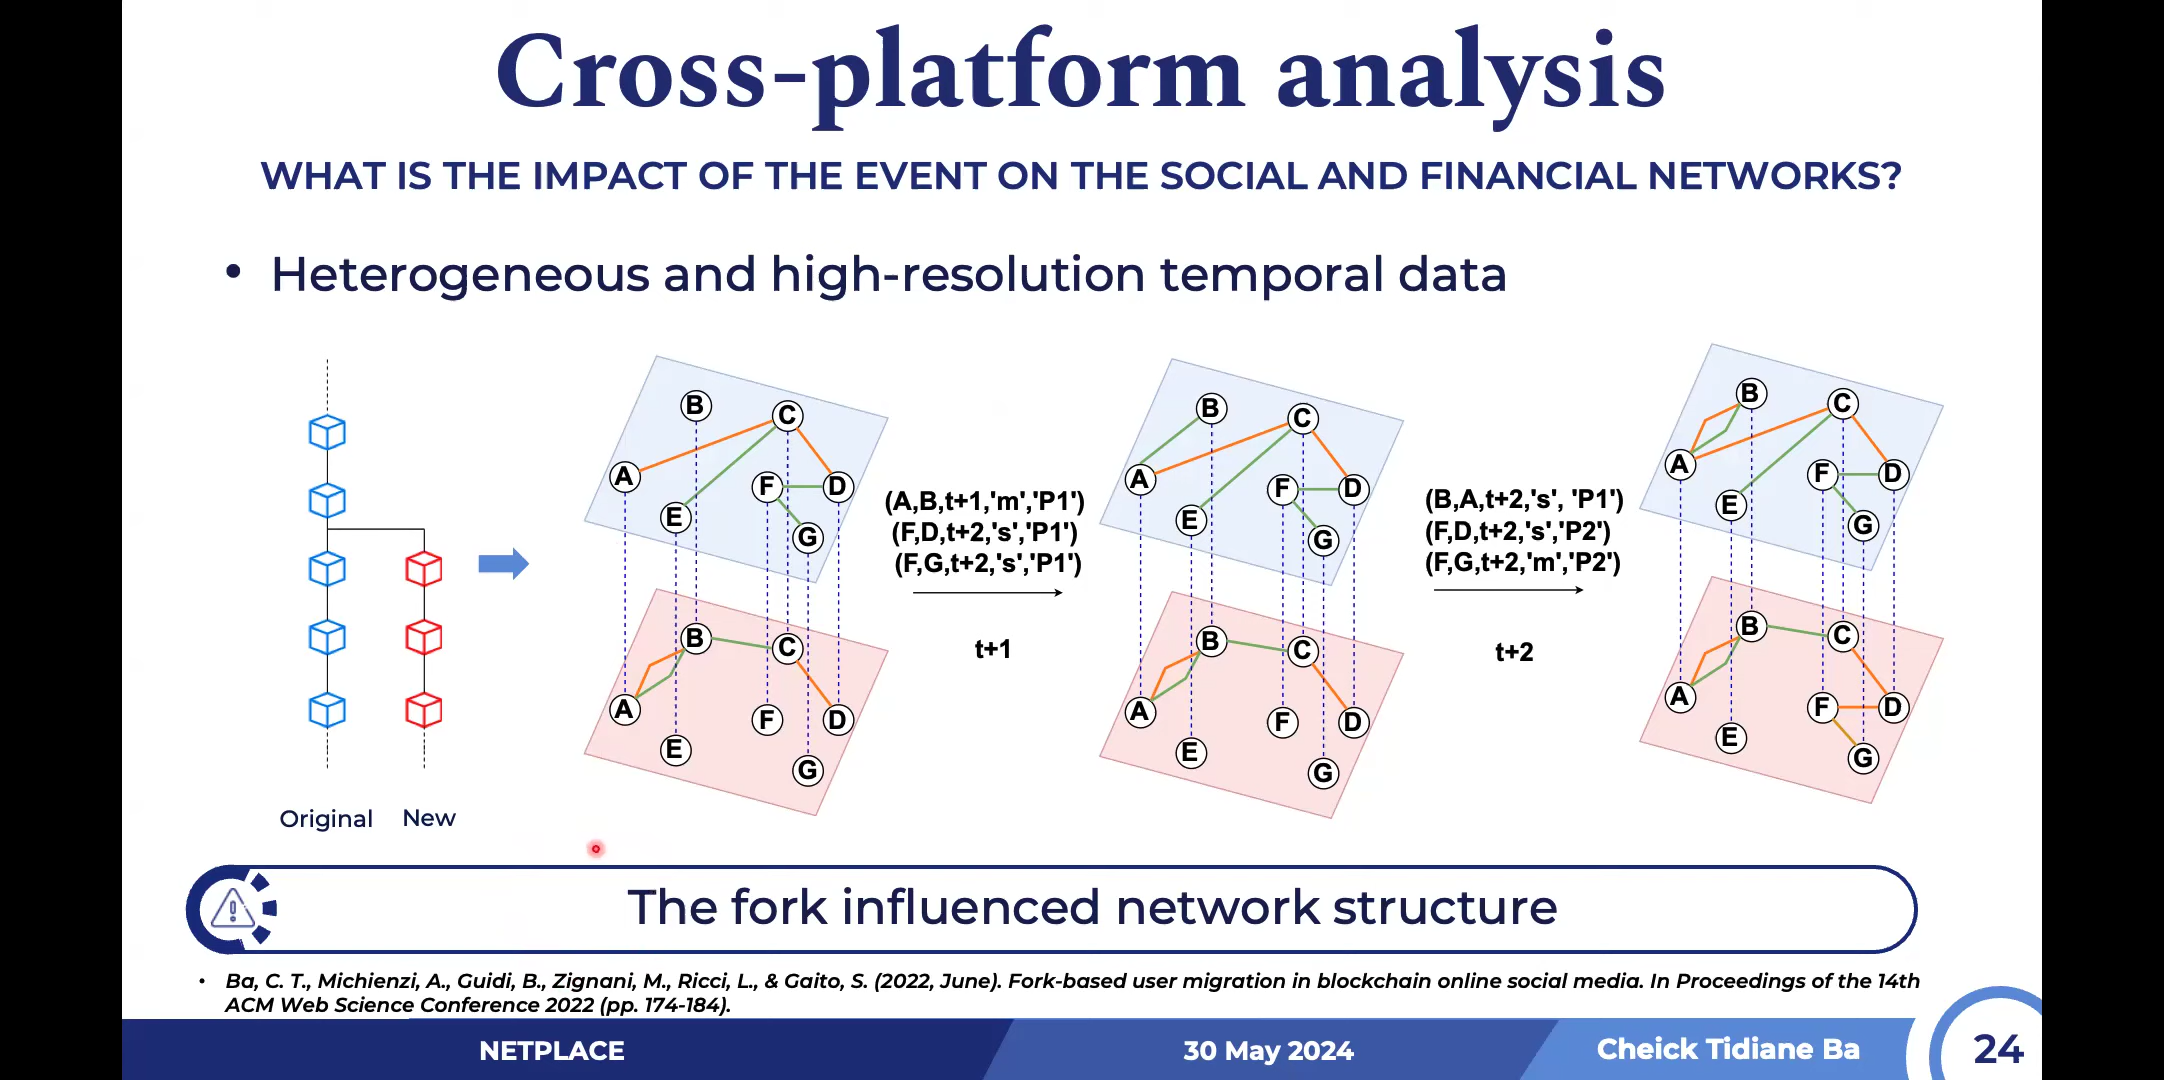 Cross-platform analysis
WHAT IS THE IMPACT OF THE EVENT ON THE SOCIAL AND FINANCIAL NETWORKS?
• Heterogeneous and high-resolution temporal data
Original New
B
C
A
F
D
E
G
B
C
A
F
D
E
G
(A,B,t+1,'m','P1')
(F,D,t+2,'s','P1')
(F,G,t+2,'s','P1')
t+1
B
C
A
F
D
E
G
B
C
A
F
D
E
G
(B,A,t+2,'s', 'P1')
(F,D,t+2,'s','P2')
(F,G,t+2,'m','P2')
t+2
B
C
A
F
D
E
G
B
C
A
F
D
E
G
The fork influenced network structure
• Ba, C. T., Michienzi, A., Guidi, B., Zignani, M., Ricci, L., & Gaito, S. (2022, June). Fork-based user migration in blockchain online social media. In Proceedings of the 14th
ACM Web Science Conference 2022 (pp. 174-184).
NETPLACE
30 May 2024
Cheick Tidiane Ba
24